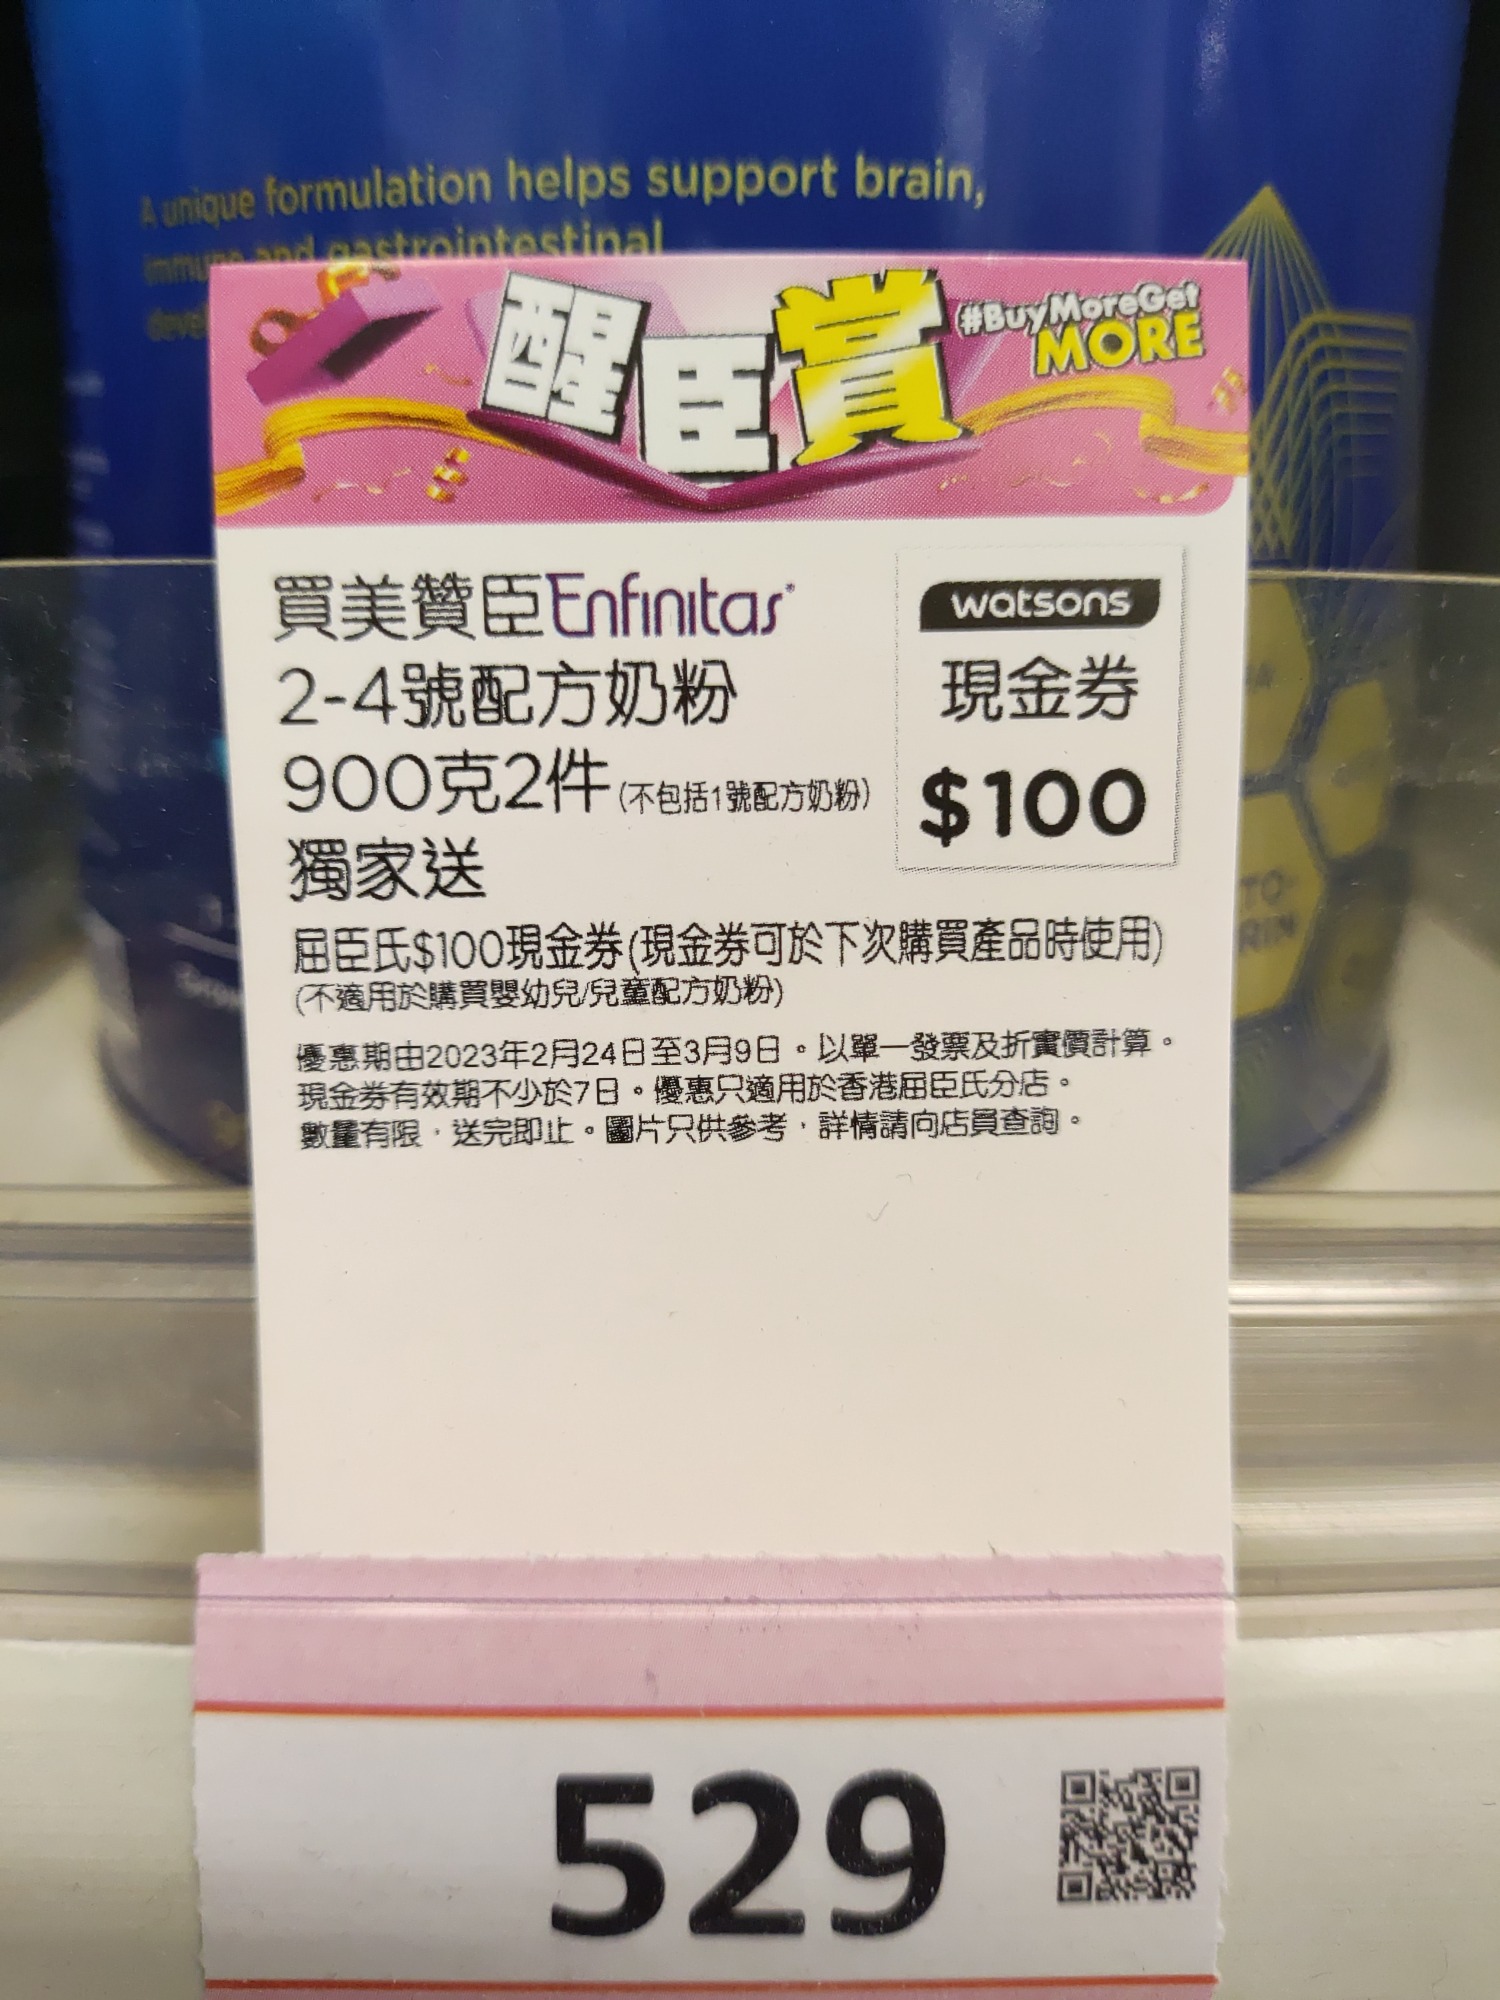 A unique formulation helps support brain,
immune and gastrointestinal
醒臣賞
#BuyMoreGet
MORE
買美贊臣Enfinitas
2-4號配方奶粉
900克2件(不包括1號配方奶粉)
獨家送
watsons
現金券
$100
屈臣氏$100現金券(現金券可於下次購買產品時使用)
(不適用於購買嬰幼兒/兒童配方奶粉)
優惠期由2023年2月24日至3月9日。以單一發票及折實價計算。
現金券有效期不少於7日。優惠只適用於香港屈臣氏分店。
數量有限，送完即止。圖片只供參考，詳情請向店員查詢。
529